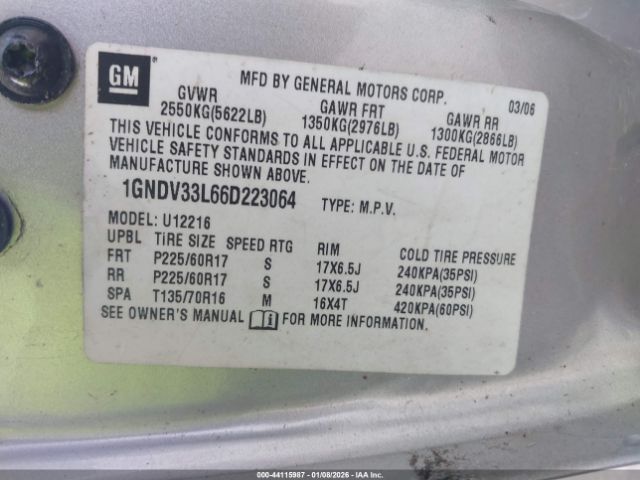 GM
MFD BY GENERAL MOTORS CORP. 03/06
GVWR GAWR FRT GAWR RR
2550KG(5622LB) 1350KG(2976LB) 1300KG(2866LB)
THIS VEHICLE CONFORMS TO ALL APPLICABLE U.S. FEDERAL MOTOR
VEHICLE SAFETY STANDARDS IN EFFECT ON THE DATE OF
MANUFACTURE SHOWN ABOVE.
1GNDV33L66D223064 TYPE: M.P.V.
MODEL: U12216
UPBL TIRE SIZE SPEED RTG RIM COLD TIRE PRESSURE
FRT P225/60R17 S 17X6.5J 240KPA(35PSI)
RR P225/60R17 S 17X6.5J 240KPA(35PSI)
SPA T135/70R16 M 16X4T 420KPA(60PSI)
SEE OWNER'S MANUAL i FOR MORE INFORMATION.
000-44115987 - 01/08/2026 - IAA Inc.